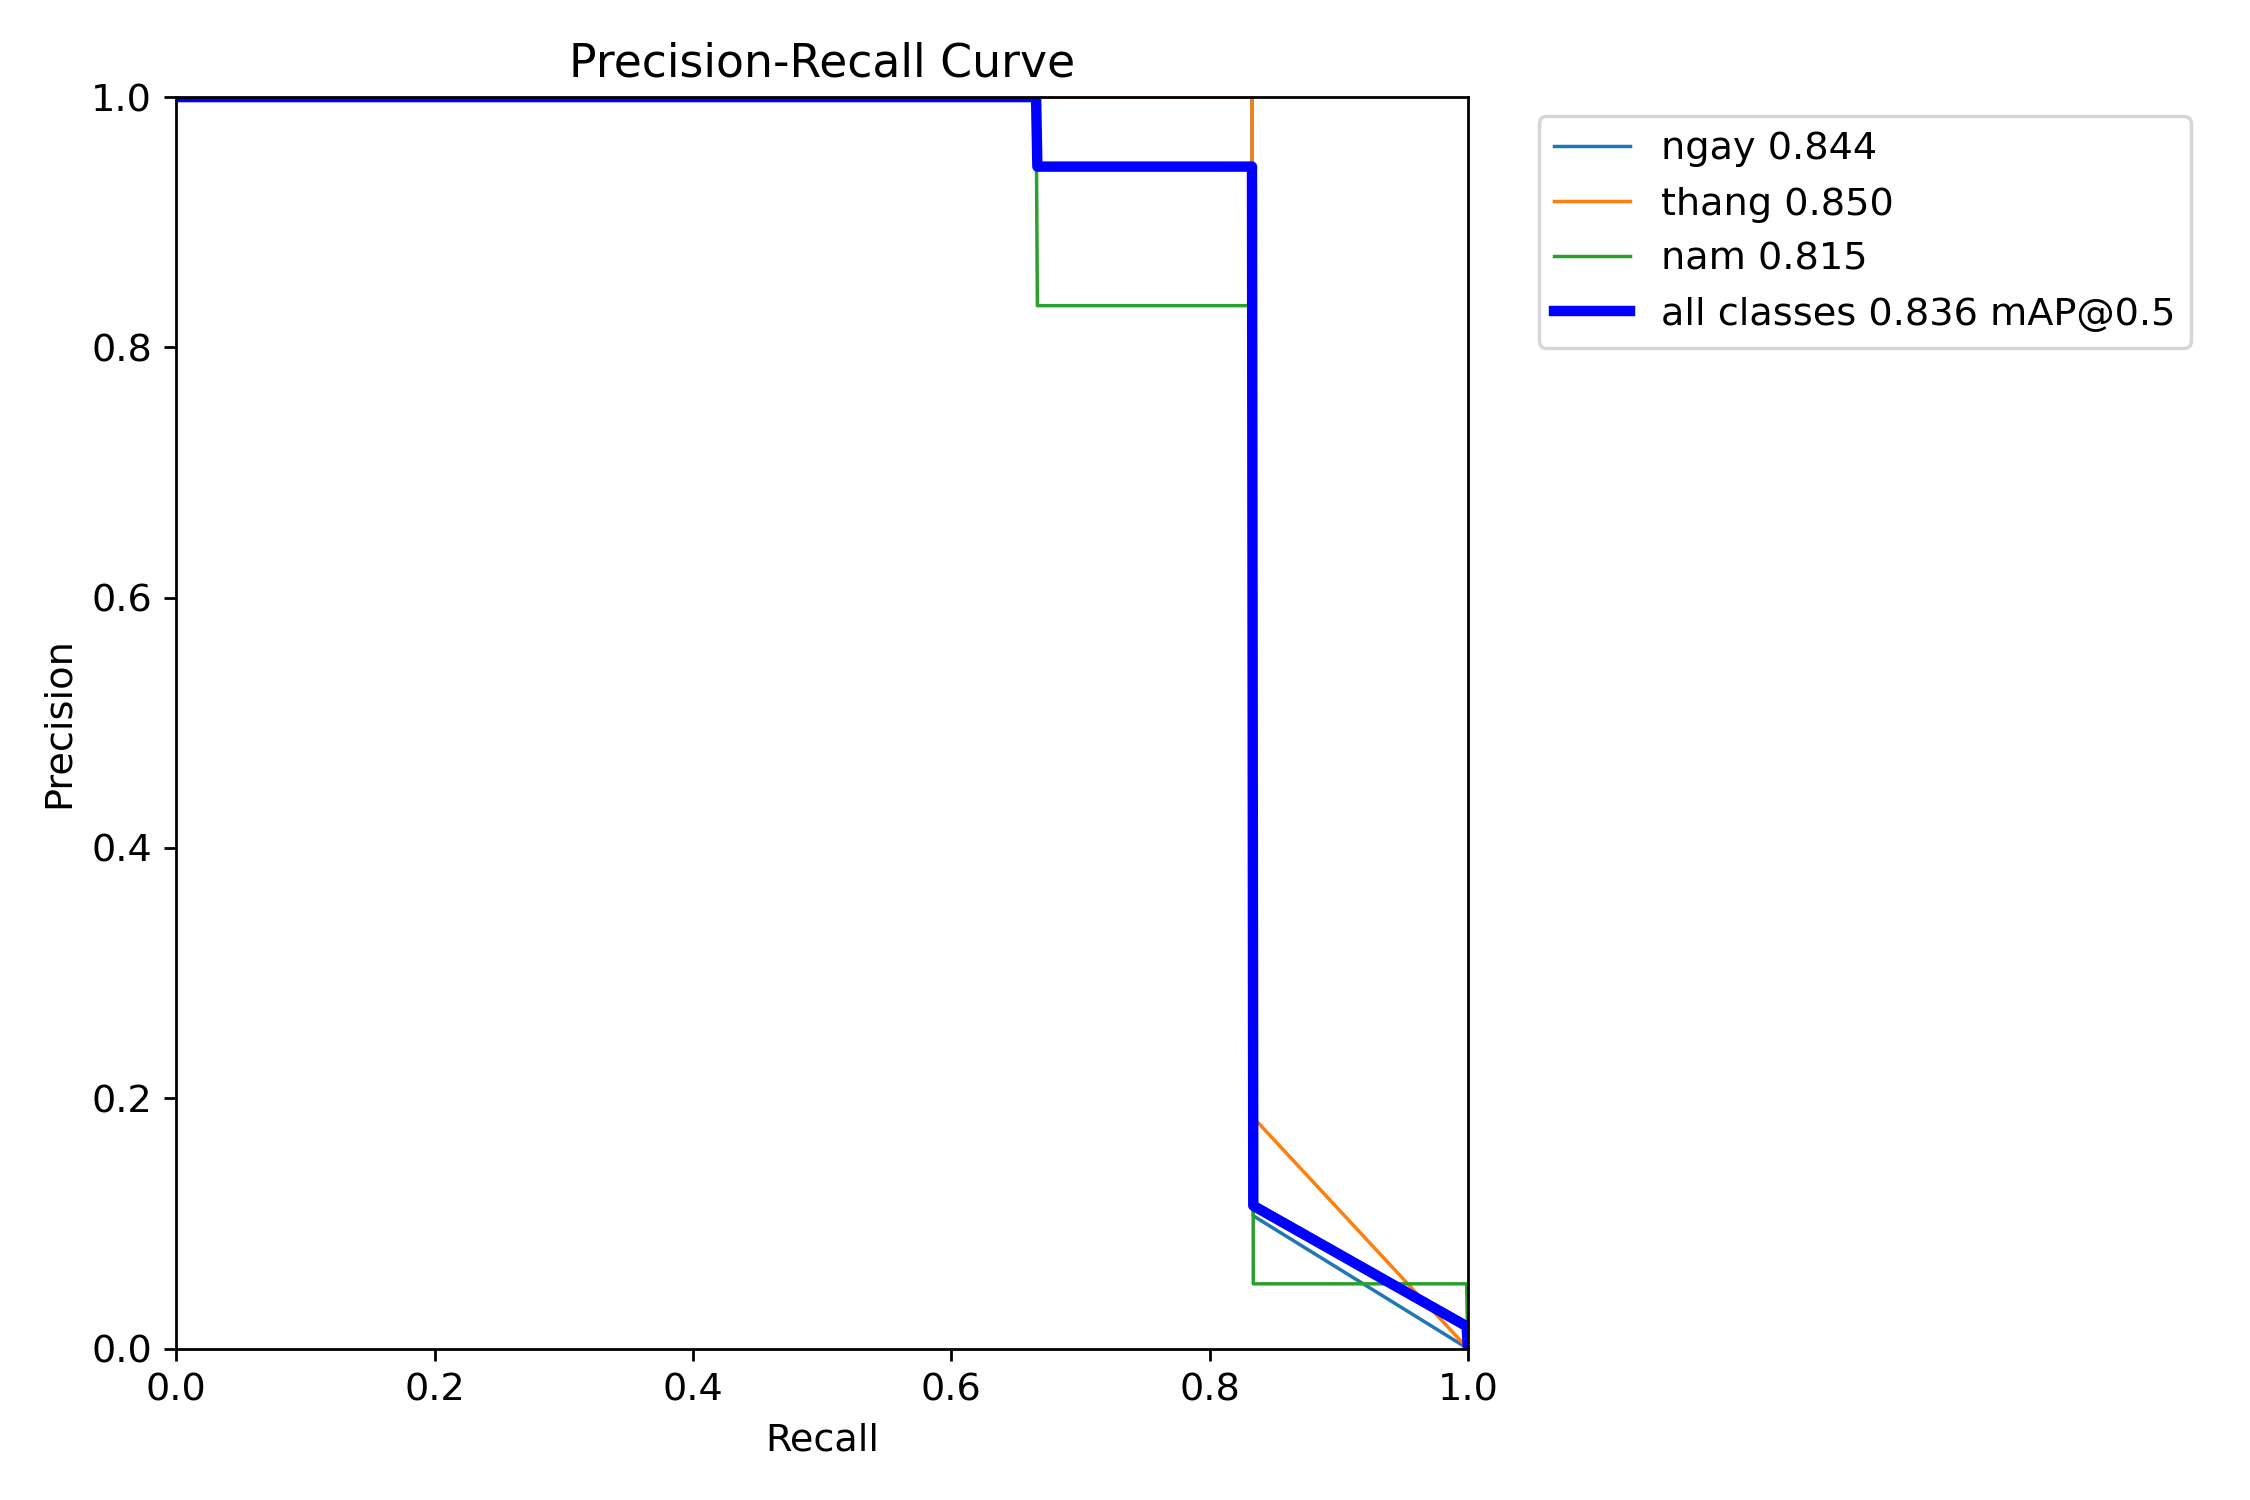 Precision-Recall Curve
1.0
0.8
0.6
0.4
0.2
0.0
Precision
0.0 0.2 0.4 0.6 0.8 1.0
Recall
ngay 0.844
thang 0.850
nam 0.815
all classes 0.836 mAP@0.5